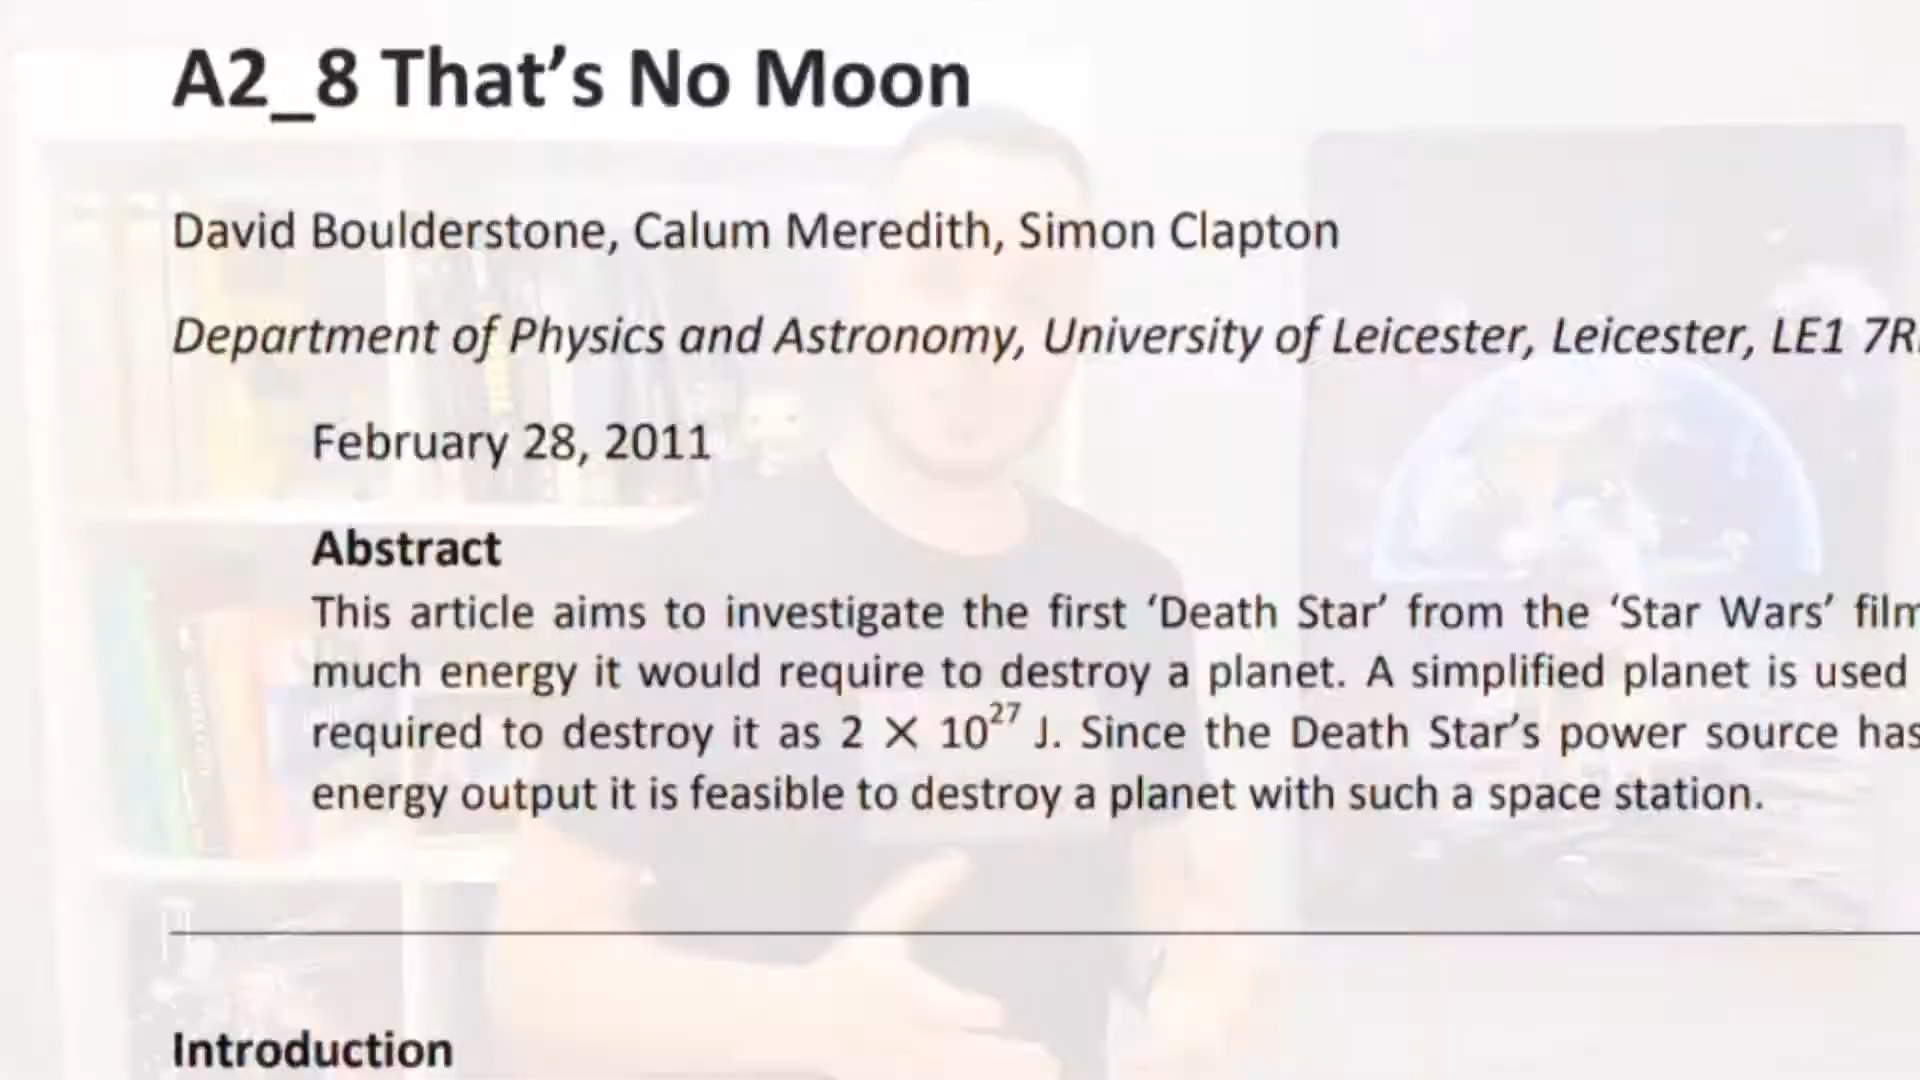 A2_8 That's No Moon
David Boulderstone, Calum Meredith, Simon Clapton
Department of Physics and Astronomy, University of Leicester, Leicester, LE1 7R
February 28, 2011
Abstract
This article aims to investigate the first ‘Death Star’ from the ‘Star Wars’ film
much energy it would require to destroy a planet. A simplified planet is used
required to destroy it as 2 × 10²⁷ J. Since the Death Star’s power source has
energy output it is feasible to destroy a planet with such a space station.
Introduction